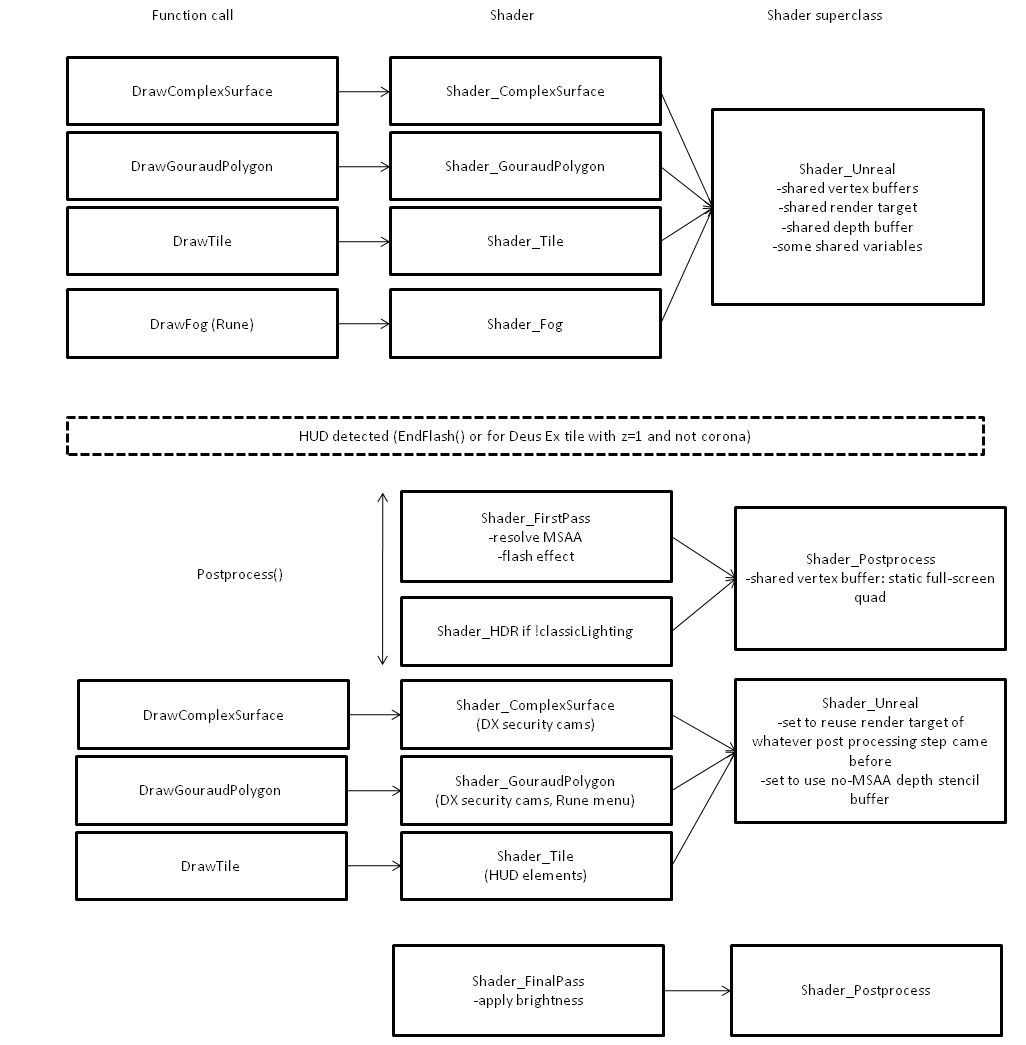 Function call
Shader
Shader superclass
DrawComplexSurface
Shader_ComplexSurface
DrawGouraudPolygon
Shader_GouraudPolygon
DrawTile
Shader_Tile
DrawFog (Rune)
Shader_Fog
Shader_Unreal
-shared vertex buffers
-shared render target
-shared depth buffer
-some shared variables
HUD detected (EndFlash() or for Deus Ex tile with z=1 and not corona)
Postprocess()
Shader_FirstPass
-resolve MSAA
-flash effect
Shader_HDR if !classicLighting
Shader_Postprocess
-shared vertex buffer: static full-screen
quad
DrawComplexSurface
Shader_ComplexSurface
(DX security cams)
DrawGouraudPolygon
Shader_GouraudPolygon
(DX security cams, Rune menu)
DrawTile
Shader_Tile
(HUD elements)
Shader_Unreal
-set to reuse render target of
whatever post processing step came
before
-set to use no-MSAA depth stencil
buffer
Shader_FinalPass
-apply brightness
Shader_Postprocess